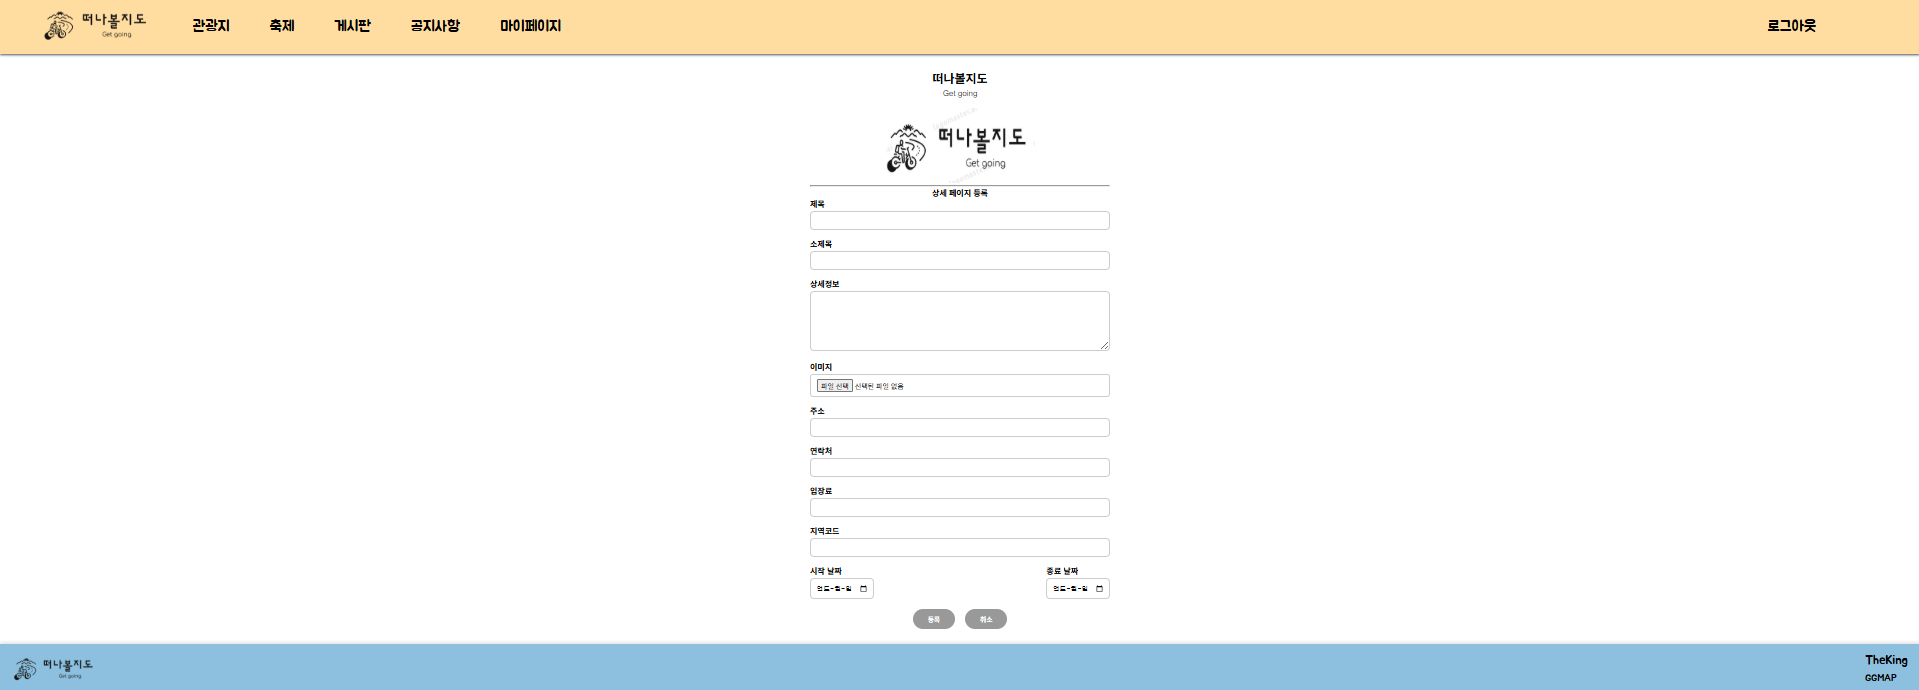 떠나볼지도
Get going
관광지 축제 게시판 공지사항 마이페이지 로그아웃
떠나볼지도
Get going
떠나볼지도
Get going
상세 페이지 등록
제목
소제목
상세정보
이미지
파일 선택 선택된 파일 없음
주소
연락처
입장료
지역코드
시작 날짜 종료 날짜
연도-월-일 연도-월-일
등록 취소
떠나볼지도
Get going
TheKing
GGMAP